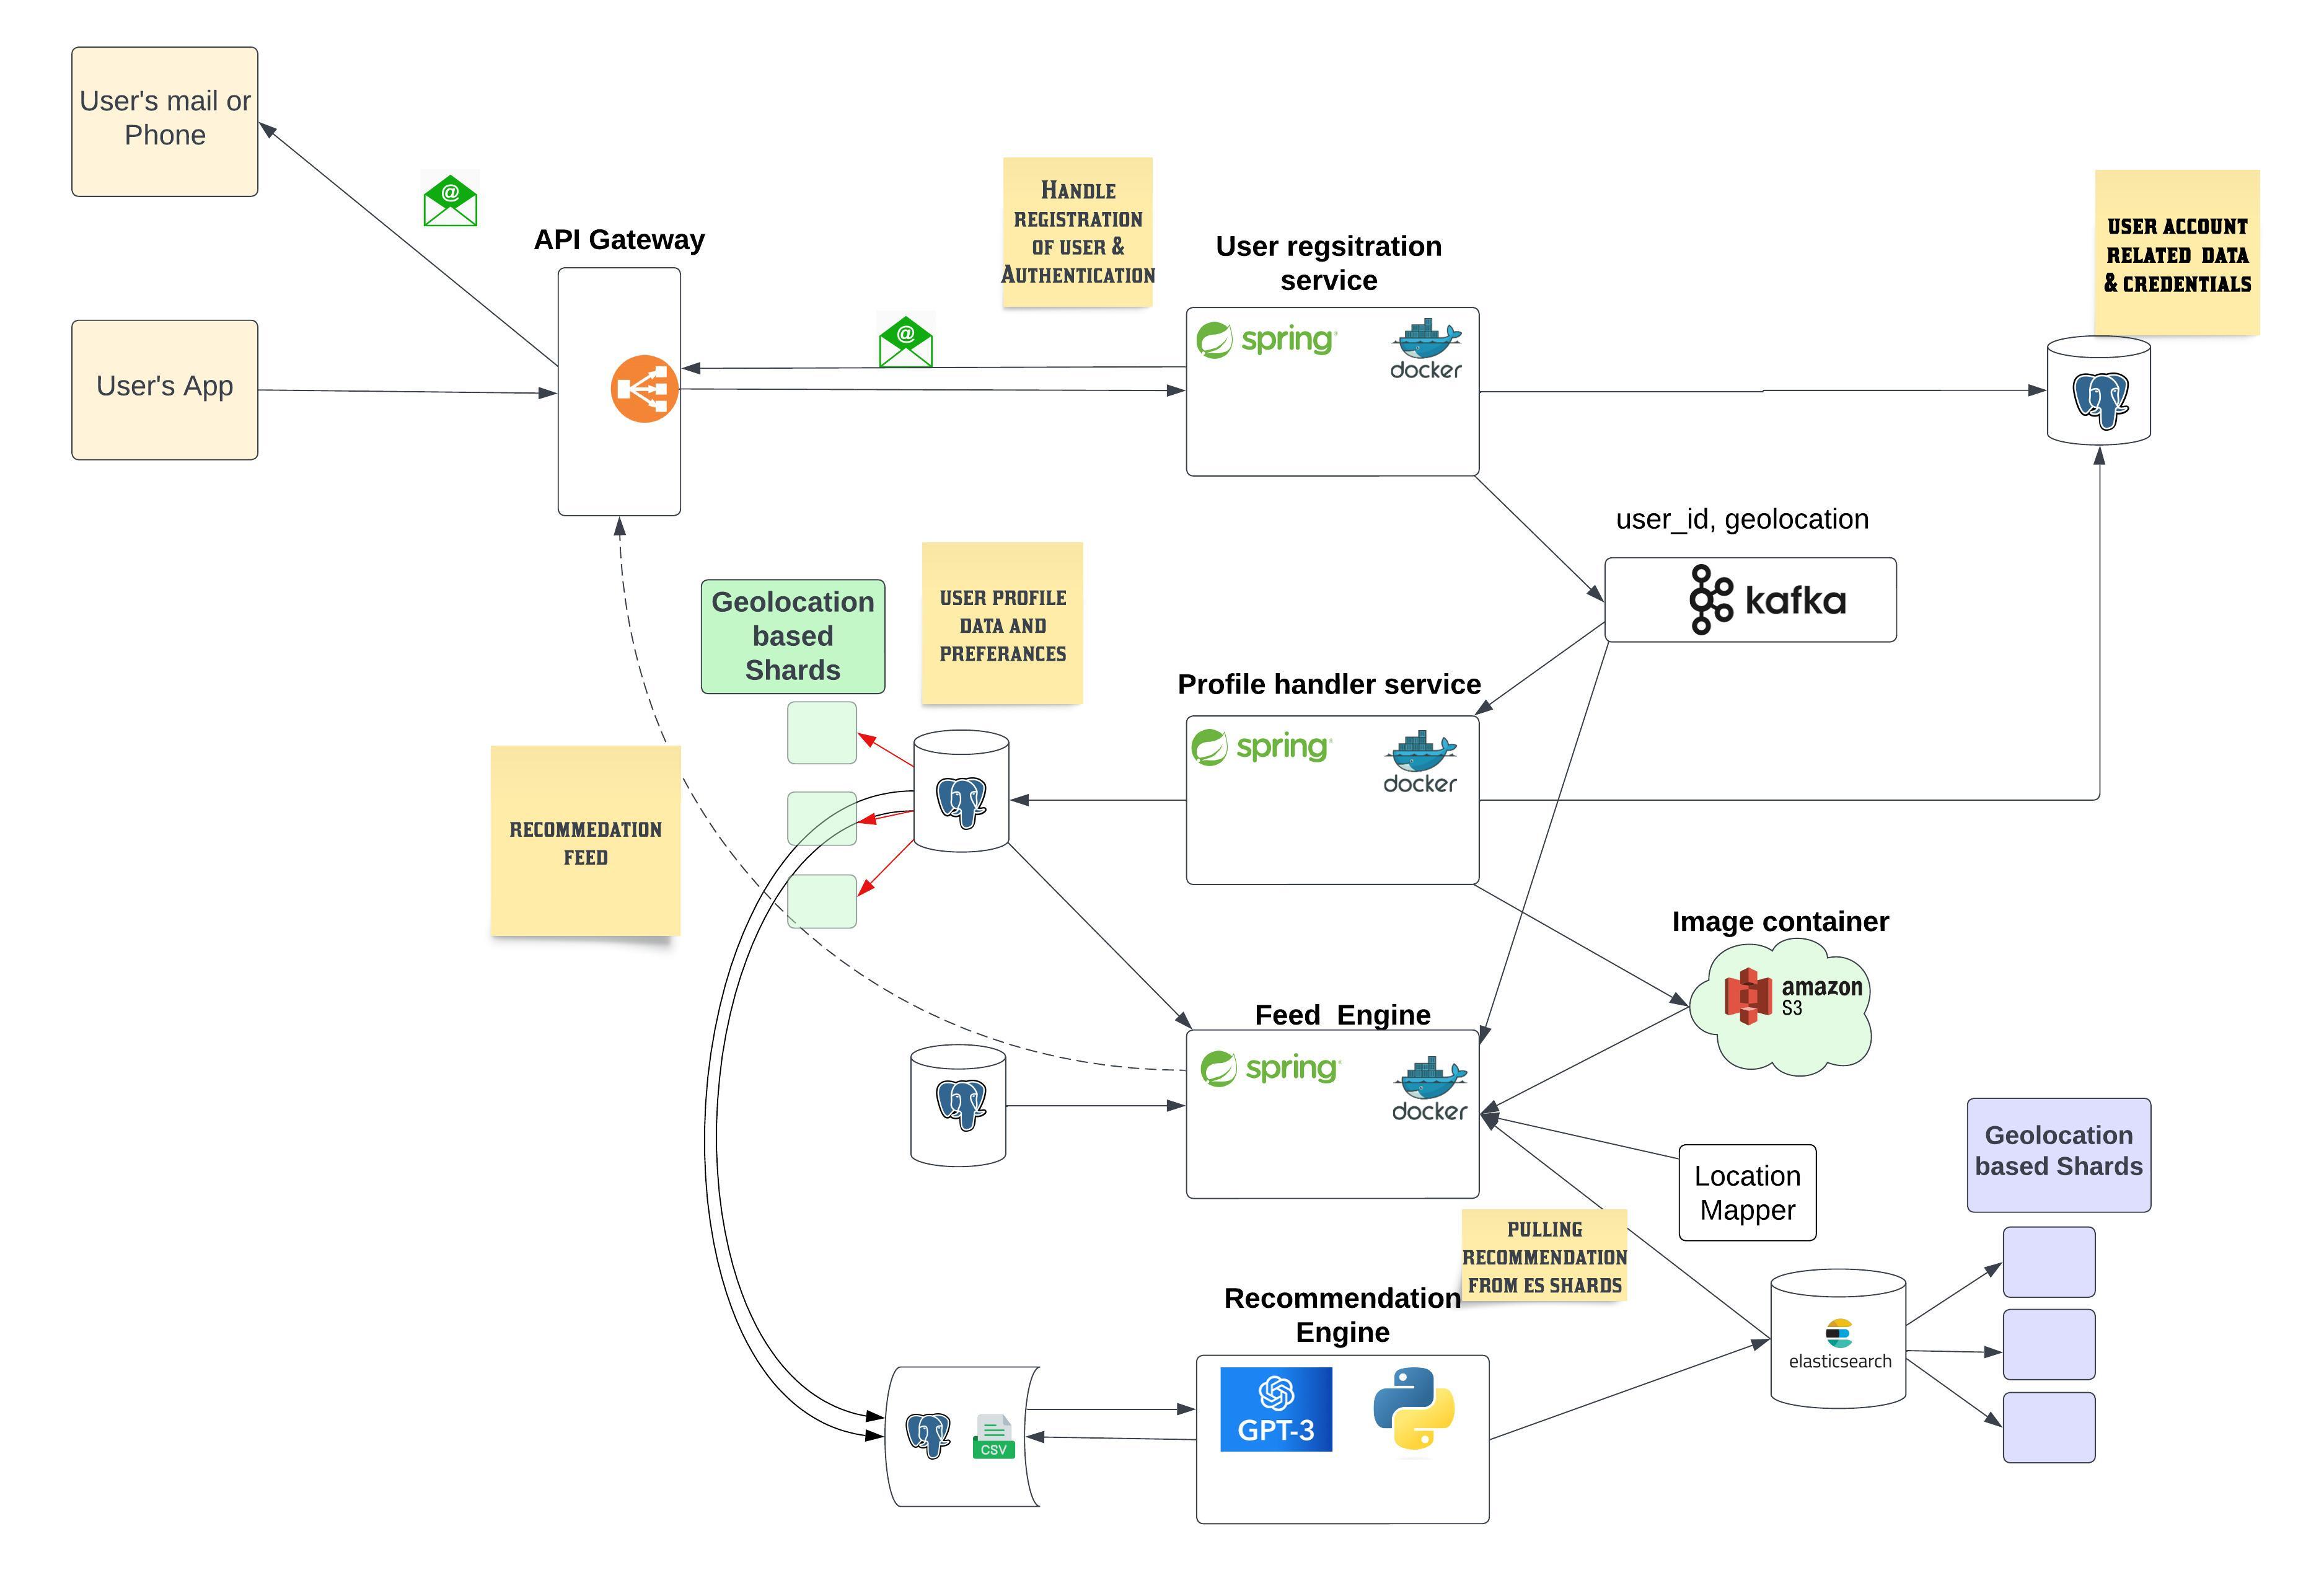 User's mail or
Phone
@
API Gateway
Handle
registration
of user &
Authentication
User regsitration
service
user account
related data
& credentials
@
spring
docker
User's App
user_id, geolocation
kafka
Geolocation
based
Shards
user profile
data and
preferances
Profile handler service
spring
docker
recommedation
feed
Image container
amazon
S3
Feed Engine
spring
docker
Geolocation
based Shards
Location
Mapper
pulling
recommendation
from es shards
Recommendation
Engine
elasticsearch
GPT-3
CSV